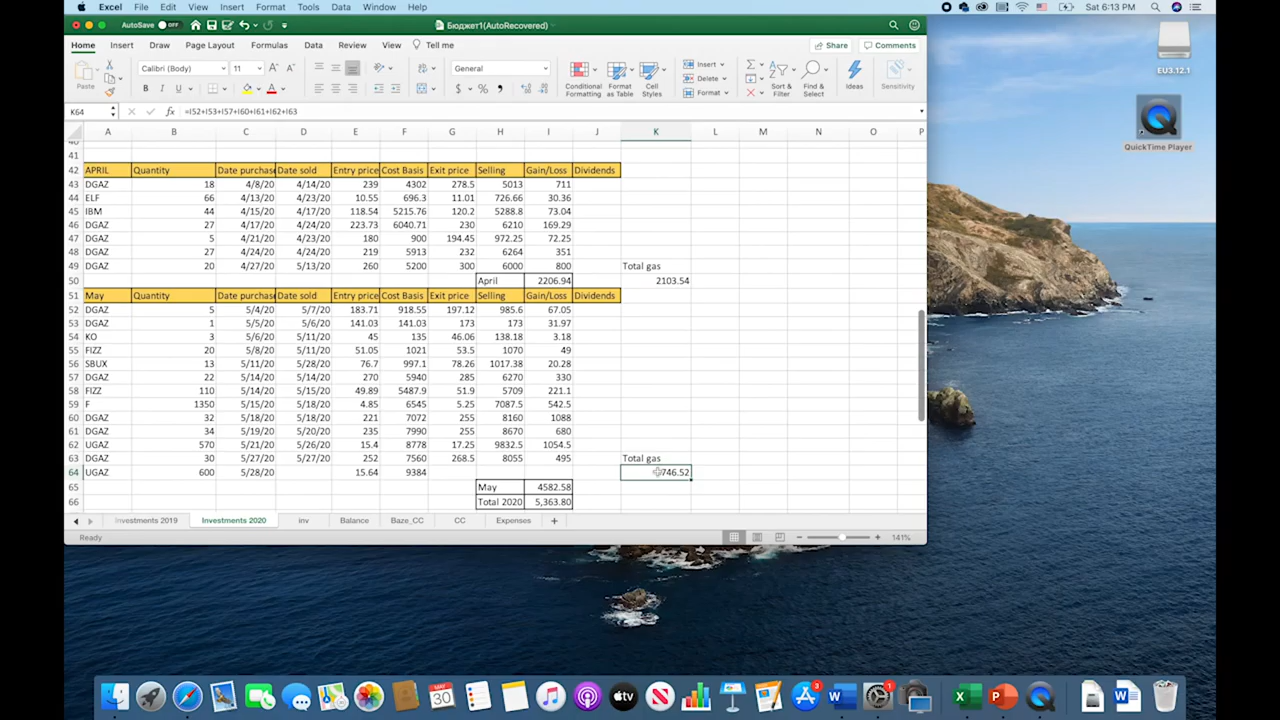 Excel File Edit View Insert Format Tools Data Window Help Sat 6:13 PM
AutoSave OFF Бюджет1(AutoRecovered)
Home Insert Draw Page Layout Formulas Data Review View Tell me Share Comments
Calibri (Body) 11 General Insert Delete Format
Paste B I U Conditional Formatting Format as Table Cell Styles Sort & Filter Find & Select Ideas Sensitivity
K64 fx =I52+I53+I57+I60+I61+I62+I63
A B C D E F G H I J K L M N O P
41
42 APRIL Quantity Date purchase Date sold Entry price Cost Basis Exit price Selling Gain/Loss Dividends
43 DGAZ 18 4/8/20 4/14/20 239 4302 278.5 5013 711
44 ELF 66 4/13/20 4/23/20 10.55 696.3 11.01 726.66 30.36
45 IBM 44 4/15/20 4/17/20 118.54 5215.76 120.2 5288.8 73.04
46 DGAZ 27 4/17/20 4/24/20 223.73 6040.71 230 6210 169.29
47 DGAZ 5 4/21/20 4/23/20 180 900 194.45 972.25 72.25
48 DGAZ 27 4/24/20 4/24/20 219 5913 232 6264 351
49 DGAZ 20 4/27/20 5/13/20 260 5200 300 6000 800 Total gas
50 April 2206.94 2103.54
51 May Quantity Date purchase Date sold Entry price Cost Basis Exit price Selling Gain/Loss Dividends
52 DGAZ 5 5/4/20 5/7/20 183.71 918.55 197.12 985.6 67.05
53 DGAZ 1 5/5/20 5/6/20 141.03 141.03 173 173 31.97
54 KO 3 5/6/20 5/11/20 45 135 46.06 138.18 3.18
55 FIZZ 20 5/8/20 5/14/20 51.05 1021 53.5 1070 49
56 SBUX 13 5/11/20 5/28/20 76.7 997.1 78.26 1017.38 20.28
57 DGAZ 22 5/14/20 5/14/20 270 5940 285 6270 330
58 FIZZ 110 5/14/20 5/15/20 49.89 5487.9 51.9 5709 221.1
59 F 1350 5/15/20 5/18/20 4.85 6545 5.25 7087.5 542.5
60 DGAZ 32 5/18/20 5/18/20 221 7072 255 8160 1088
61 DGAZ 34 5/19/20 5/20/20 235 7990 255 8670 680
62 UGAZ 570 5/21/20 5/26/20 15.4 8778 17.25 9832.5 1054.5
63 DGAZ 30 5/27/20 5/27/20 252 7560 268.5 8055 495 Total gas
64 UGAZ 600 5/28/20 15.64 9384 746.52
65 May 4582.58
66 Total 2020 5,363.80
Investments 2019 Investments 2020 inv Balance Baze_CC CC Expenses
Ready 141%
EU3.12.1
QuickTime Player
MAY 30 tv 3 1